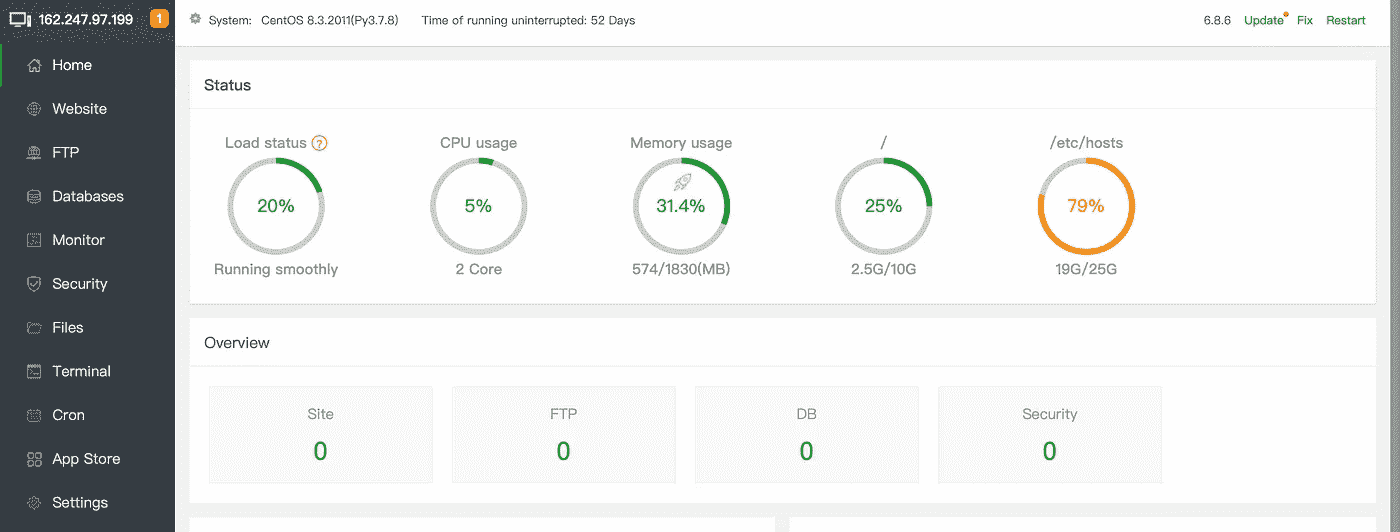 162.247.97.199 1
System: CentOS 8.3.2011(Py3.7.8) Time of running uninterrupted: 52 Days 6.8.6 Update Fix Restart
Home
Website
FTP
Databases
Monitor
Security
Files
Terminal
Cron
App Store
Settings
Status
Load status ? CPU usage Memory usage / /etc/hosts
20% 5% 31.4% 25% 79%
Running smoothly 2 Core 574/1830(MB) 2.5G/10G 19G/25G
Overview
Site FTP DB Security
0 0 0 0